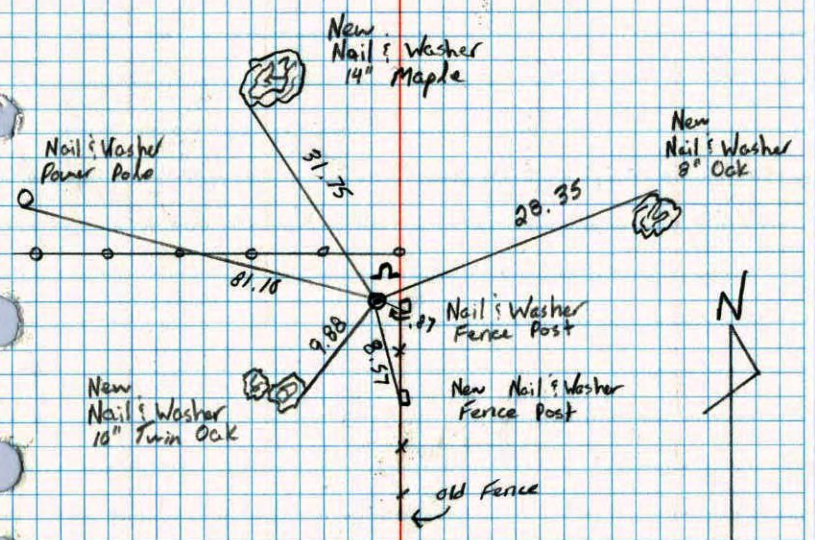 New
Nail & Washer
14" Maple
Nail & Washer
Power Pole
New
Nail & Washer
8" Oak
31.75
28.35
81.10
.87
Nail & Washer
Fence Post
9.88
8.57
N
New
Nail & Washer
10" Twin Oak
New Nail & Washer
Fence Post
old Fence